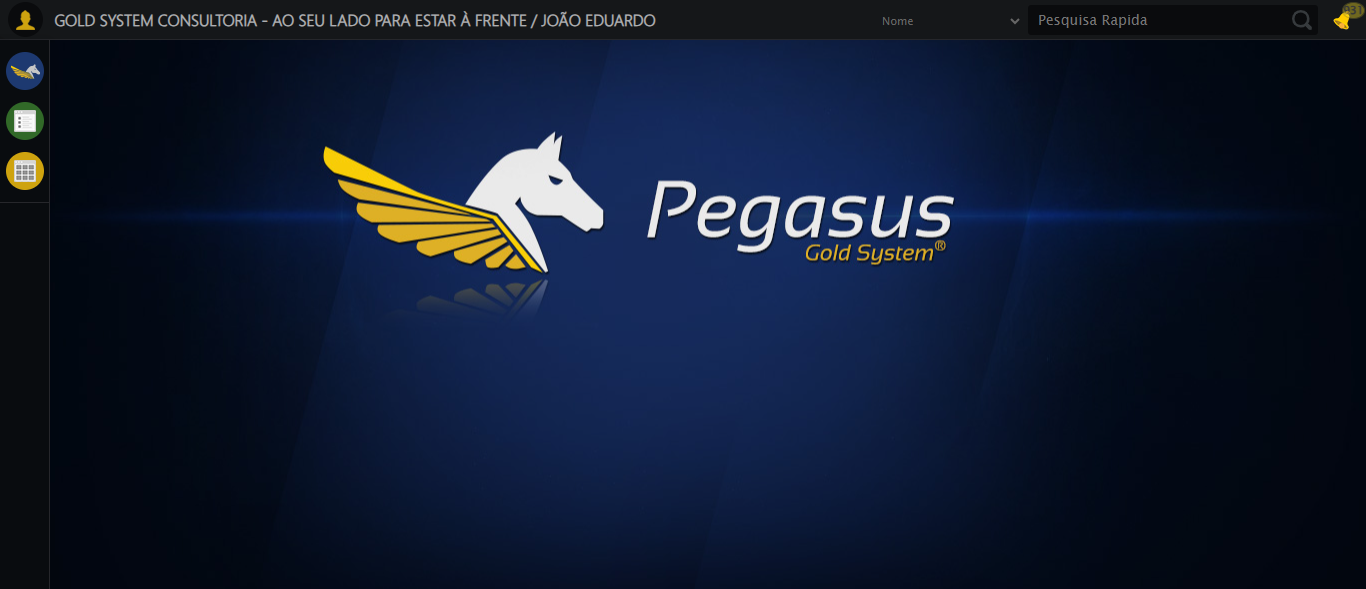 GOLD SYSTEM CONSULTORIA - AO SEU LADO PARA ESTAR À FRENTE / JOÃO EDUARDO
Nome
Pesquisa Rapida
Pegasus
Gold System®